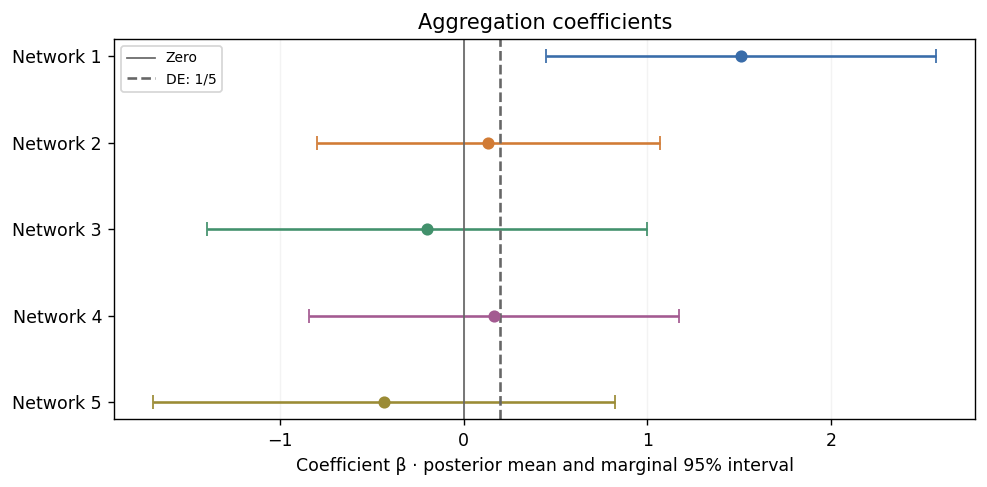 Aggregation coefficients
Network 1
Zero
DE: 1/5
Network 2
Network 3
Network 4
Network 5
−1
0
1
2
Coefficient β · posterior mean and marginal 95% interval